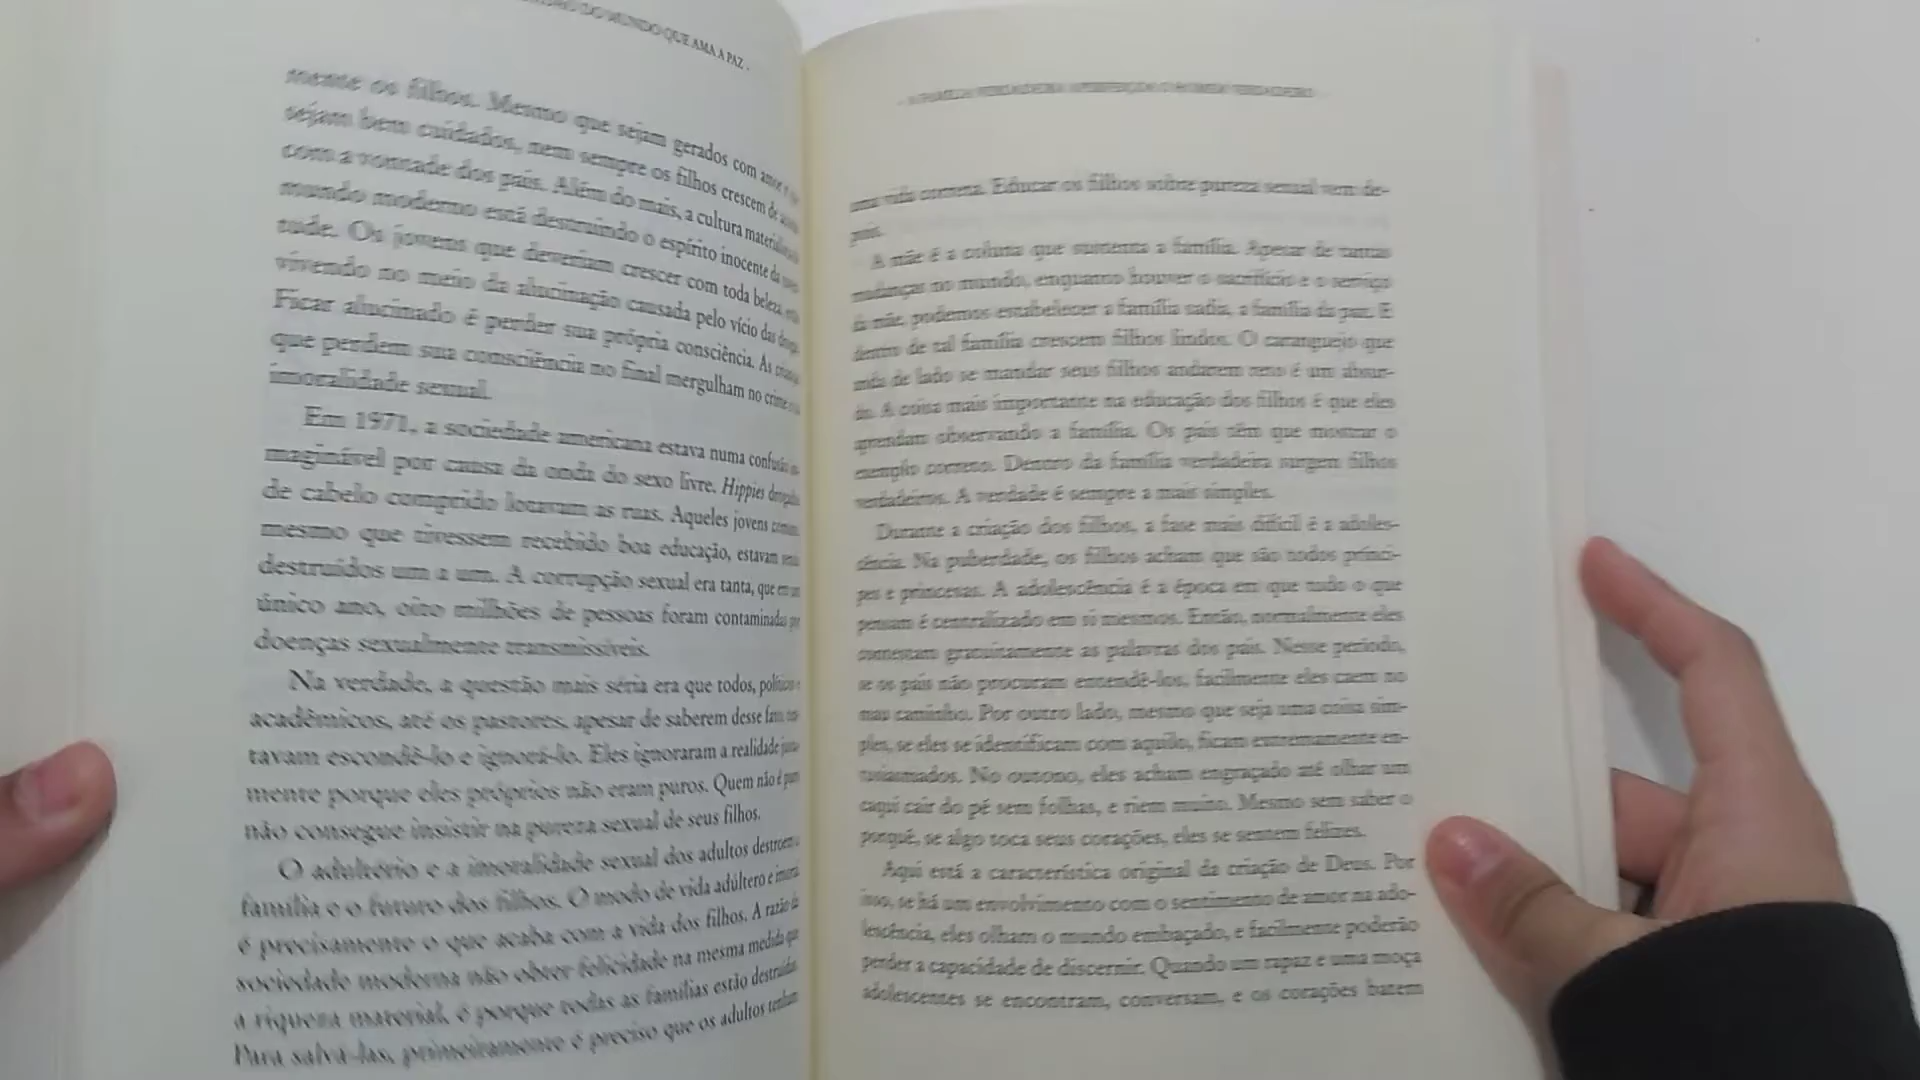 DO MUNDO QUE AMA A PAZ -
mente os filhos. Mesmo que sejam gerados com amor e
sejam bem cuidados, nem sempre os filhos crescem de
com a vontade dos pais. Além do mais, a cultura
mundo moderno está destruindo o espírito inocente da
tude. Os jovens que deveriam crescer com toda beleza,
vivendo no meio da alucinação causada pelo vício das
Ficar alucinado é perder sua própria consciência. As
que perdem sua consciência no final mergulham no crime
imoralidade sexual.
Em 1971, a sociedade americana estava numa confusão
maginável por causa da onda do sexo livre. Hippies
de cabelo comprido lotavam as ruas. Aqueles jovens
mesmo que tivessem recebido boa educação, estavam
destruídos um a um. A corrupção sexual era tanta, que em um
único ano, oito milhões de pessoas foram contaminadas por
doenças sexualmente transmissíveis.
Na verdade, a questão mais séria era que todos, políticos
acadêmicos, até os pastores, apesar de saberem desse fato,
tavam escondê-lo e ignorá-lo. Eles ignoraram a realidade
mente porque eles próprios não eram puros. Quem não é puro
não consegue insistir na pureza sexual de seus filhos.
O adultério e a imoralidade sexual dos adultos destroem a
família e o futuro dos filhos. O modo de vida adúltero e
é precisamente o que acaba com a vida dos filhos. A razão da
sociedade moderna não obter felicidade na mesma medida que
a riqueza material, é porque todas as famílias estão destruídas.
Para salvá-las, primeiramente é preciso que os adultos tenham
uma vida correta. Educar os filhos sobre pureza sexual vem de-
pois.
A mãe é a coluna que sustenta a família. Apesar de tantas
mudanças no mundo, enquanto houver o sacrifício e o serviço
da mãe, podemos estabelecer a família sadia, a família da paz. E
dentro de tal família crescem filhos lindos. O caranguejo que
anda de lado se mandar seus filhos andarem reto é um absur-
do. A coisa mais importante na educação dos filhos é que eles
aprendam observando a família. Os pais têm que mostrar o
exemplo correto. Dentro da família verdadeira surgem filhos
verdadeiros. A verdade é sempre a mais simples.
Durante a criação dos filhos, a fase mais difícil é a adoles-
cência. Na puberdade, os filhos acham que são todos prínci-
pes e princesas. A adolescência é a época em que tudo o que
pensam é centralizado em si mesmos. Então, normalmente eles
contestam gratuitamente as palavras dos pais. Nesse período,
se os pais não procuram entendê-los, facilmente eles caem no
mau caminho. Por outro lado, mesmo que seja uma coisa sim-
ples, se eles se identificam com aquilo, ficam extremamente en-
tusiasmados. No outono, eles acham engraçado até olhar um
caqui cair do pé sem folhas, e riem muito. Mesmo sem saber o
porquê, se algo toca seus corações, eles se sentem felizes.
Aqui está a característica original da criação de Deus. Por
isso, se há um envolvimento com o sentimento de amor na ado-
lescência, eles olham o mundo embaçado, e facilmente poderão
perder a capacidade de discernir. Quando um rapaz e uma moça
adolescentes se encontram, conversam, e os corações batem